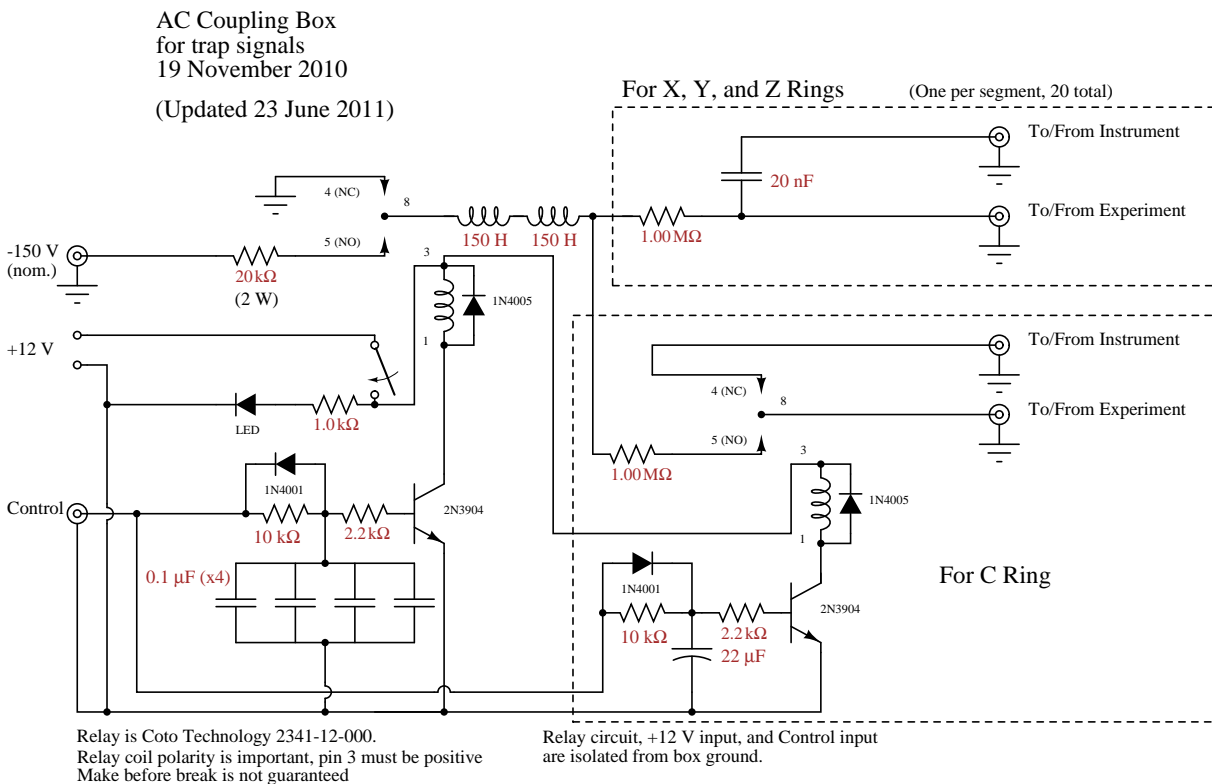 AC Coupling Box
for trap signals
19 November 2010
(Updated 23 June 2011)
For X, Y, and Z Rings
(One per segment, 20 total)
To/From Instrument
20 nF
To/From Experiment
1.00 MΩ
4 (NC)
8
5 (NO)
150 H
150 H
-150 V
(nom.)
20 kΩ
(2 W)
3
1N4005
1
+12 V
LED
1.0 kΩ
To/From Instrument
4 (NC)
8
To/From Experiment
5 (NO)
1.00 MΩ
3
1N4005
1
Control
1N4001
10 kΩ
2.2 kΩ
2N3904
0.1 µF (x4)
For C Ring
1N4001
10 kΩ
2.2 kΩ
2N3904
22 µF
Relay is Coto Technology 2341-12-000.
Relay coil polarity is important, pin 3 must be positive
Make before break is not guaranteed
Relay circuit, +12 V input, and Control input
are isolated from box ground.